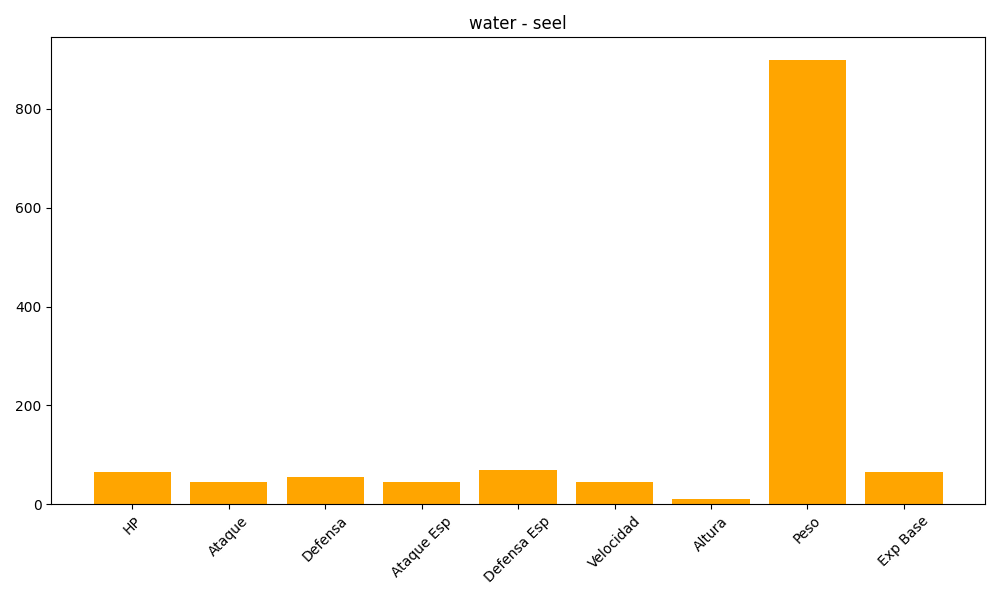 water - seel
800
600
400
200
0
HP
Ataque
Defensa
Ataque Esp
Defensa Esp
Velocidad
Altura
Peso
Exp Base